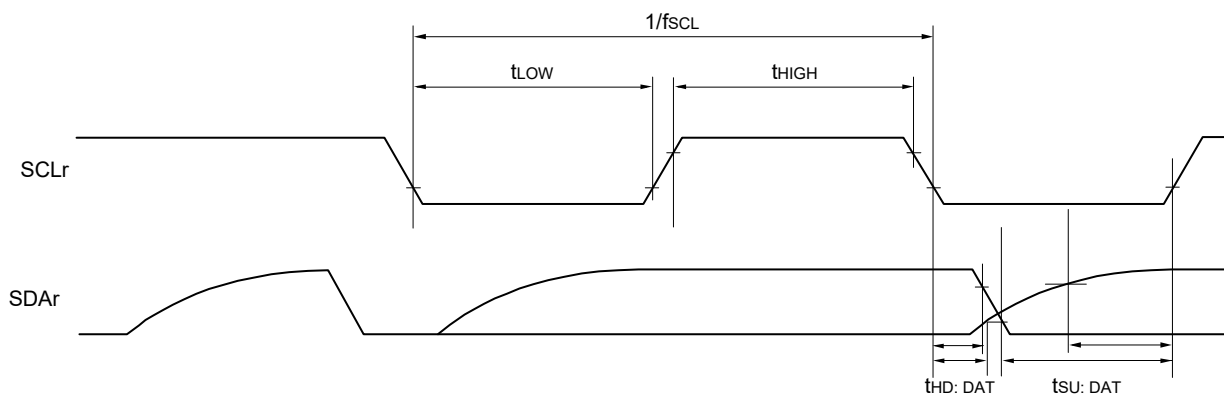 1/fSCL
tLOW
tHIGH
SCLr
SDAr
tHD: DAT
tSU: DAT